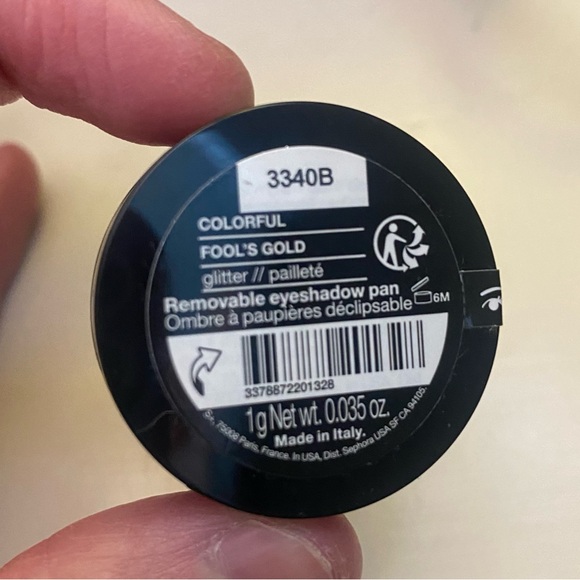 3340B
COLORFUL
FOOL'S GOLD
glitter // pailleté
Removable eyeshadow pan
Ombre à paupières déclipsable
6M
3378872201328
1g Net wt. 0.035 oz.
Made in Italy.
75008 Paris, France. In USA, Dist. Sephora USA SF CA 94105.